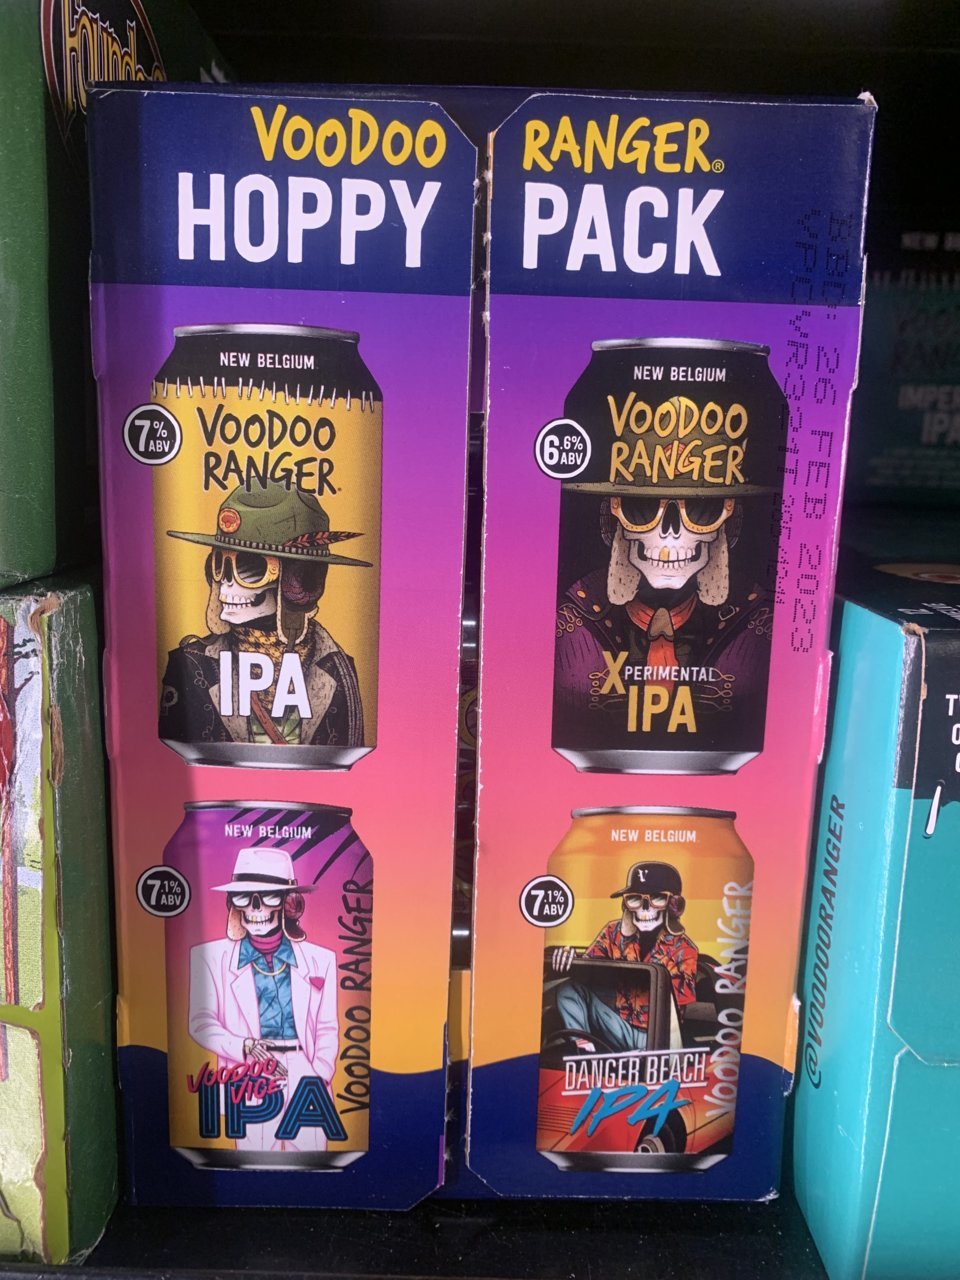 Founders
VOODOO RANGER®
HOPPY PACK
NEW BELGIUM
7% ABV
VOODOO
RANGER
IPA
NEW BELGIUM
6.6% ABV
VOODOO
RANGER
XPERIMENTAL
IPA
NEW BELGIUM
7.1% ABV
VOODOO RANGER
VOODOO
VICE
IPA
NEW BELGIUM
7.1% ABV
VOODOO RANGER
DANGER BEACH
IPA
BBD: 26 FEB 2023
@VOODOORANGER